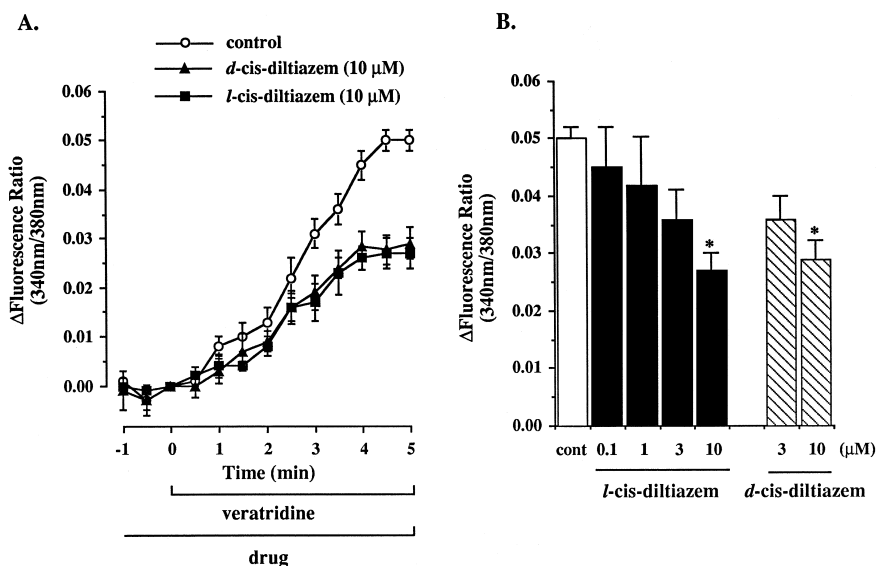 A.
control
d-cis-diltiazem (10 μM)
l-cis-diltiazem (10 μM)
ΔFluorescence Ratio
(340nm/380nm)
0.06
0.05
0.04
0.03
0.02
0.01
0.00
-1 0 1 2 3 4 5
Time (min)
veratridine
drug
B.
ΔFluorescence Ratio
(340nm/380nm)
0.06
0.05
0.04
0.03
0.02
0.01
0.00
* *
cont 0.1 1 3 10 3 10 (μM)
l-cis-diltiazem d-cis-diltiazem